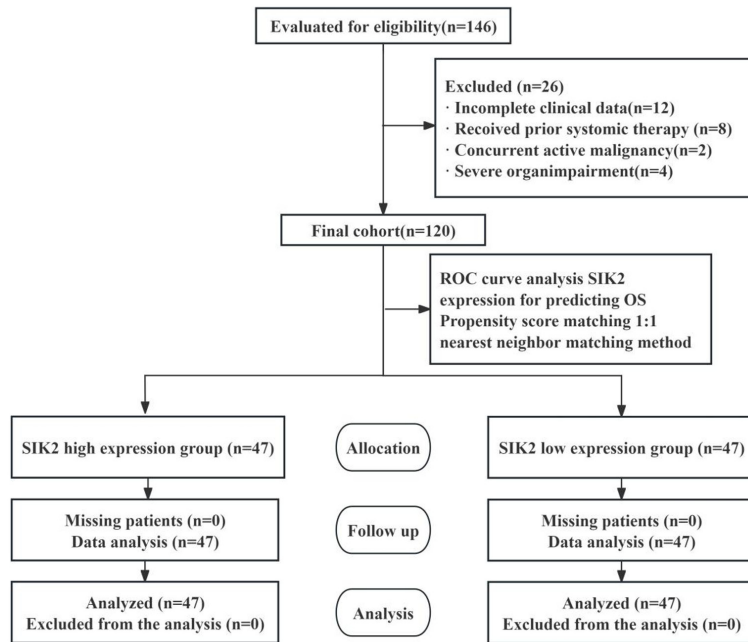 Evaluated for eligibility(n=146)
Excluded (n=26)
· Incomplete clinical data(n=12)
· Recoived prior systomic therapy (n=8)
· Concurrent active malignancy(n=2)
· Severe organimpairment(n=4)
Final cohort(n=120)
ROC curve analysis SIK2
expression for predicting OS
Propensity score matching 1:1
nearest neighbor matching method
SIK2 high expression group (n=47)
Allocation
SIK2 low expression group (n=47)
Missing patients (n=0)
Data analysis (n=47)
Follow up
Missing patients (n=0)
Data analysis (n=47)
Analyzed (n=47)
Excluded from the analysis (n=0)
Analysis
Analyzed (n=47)
Excluded from the analysis (n=0)